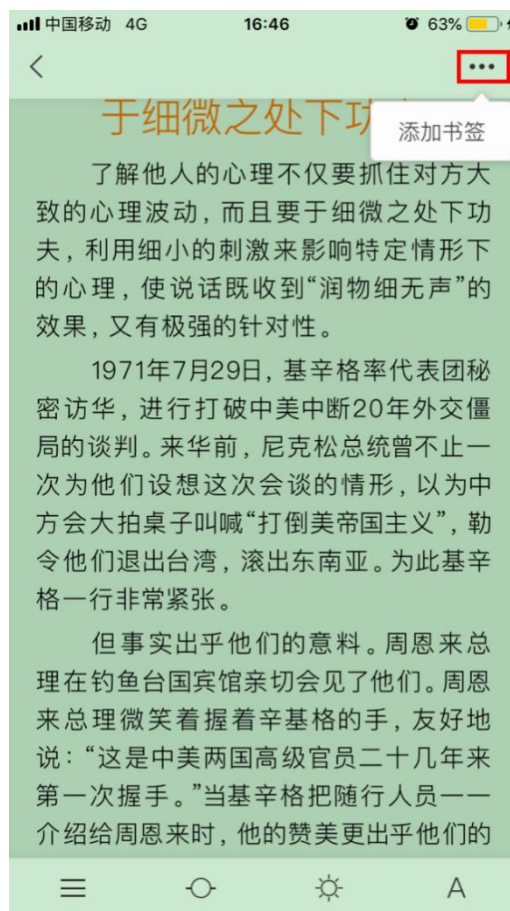 中国移动 4G 16:46 63%
于细微之处下功
添加书签
了解他人的心理不仅要抓住对方大
致的心理波动，而且要于细微之处下功
夫，利用细小的刺激来影响特定情形下
的心理，使说话既收到“润物细无声”的
效果，又有极强的针对性。
1971年7月29日，基辛格率代表团秘
密访华，进行打破中美中断20年外交僵
局的谈判。来华前，尼克松总统曾不止一
次为他们设想这次会谈的情形，以为中
方会大拍桌子叫喊“打倒美帝国主义”，勒
令他们退出台湾，滚出东南亚。为此基辛
格一行非常紧张。
但事实出乎他们的意料。周恩来总
理在钓鱼台国宾馆亲切会见了他们。周恩
来总理微笑着握着辛基格的手，友好地
说：“这是中美两国高级官员二十几年来
第一次握手。”当基辛格把随行人员一一
介绍给周恩来时，他的赞美更出乎他们的
A